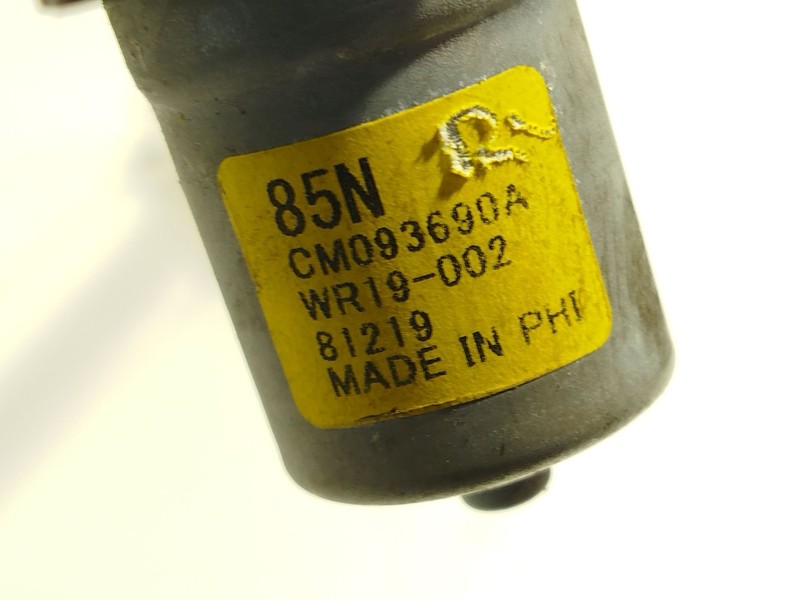 85N
CM093690A
WR19-002
81219
MADE IN PHI